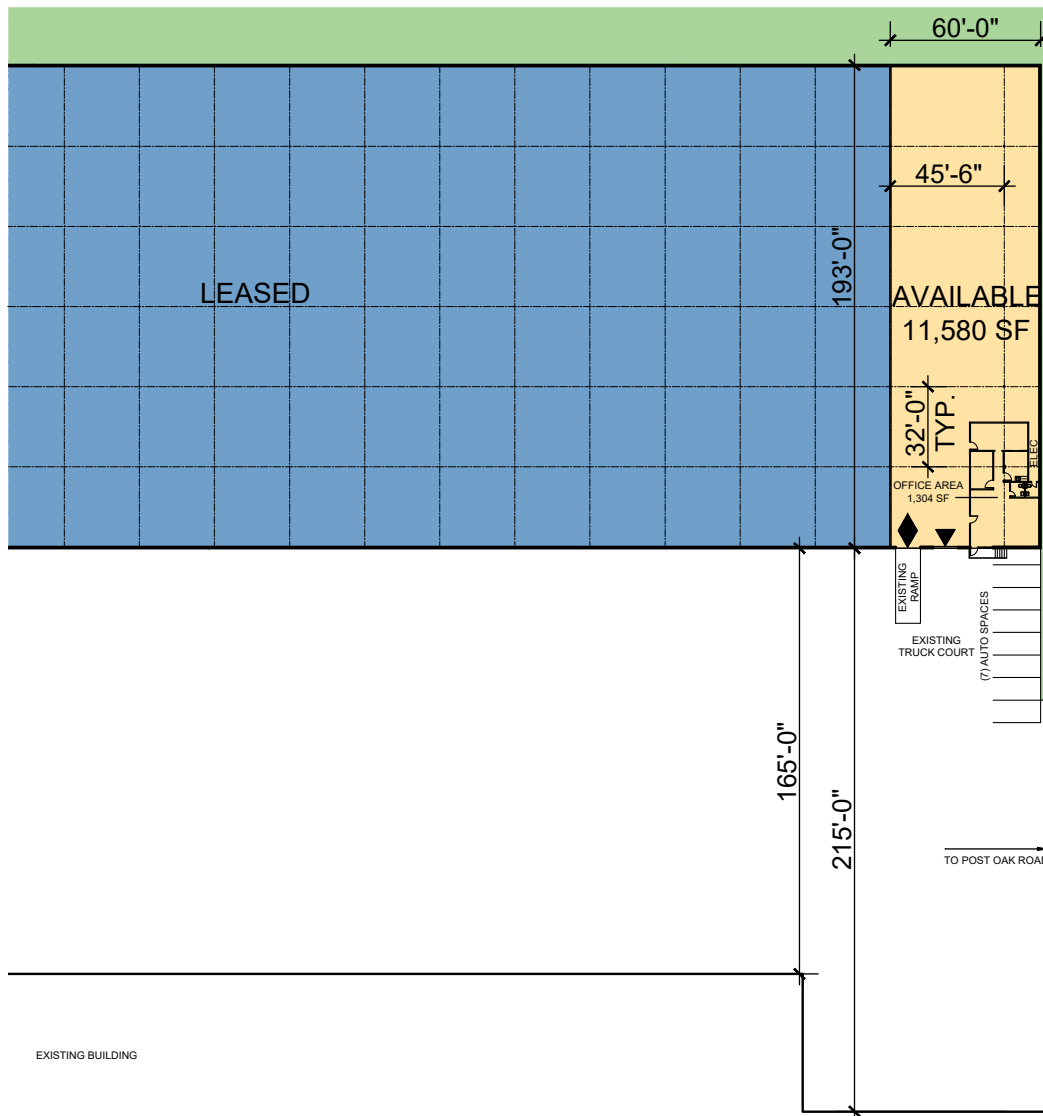 60'-0"
45'-6"
193'-0"
LEASED
AVAILABLE
11,580 SF
32'-0"
TYP.
ELEC
OFFICE AREA
1,304 SF
EXISTING
RAMP
(7) AUTO SPACES
EXISTING
TRUCK COURT
165'-0"
215'-0"
TO POST OAK ROAD
EXISTING BUILDING